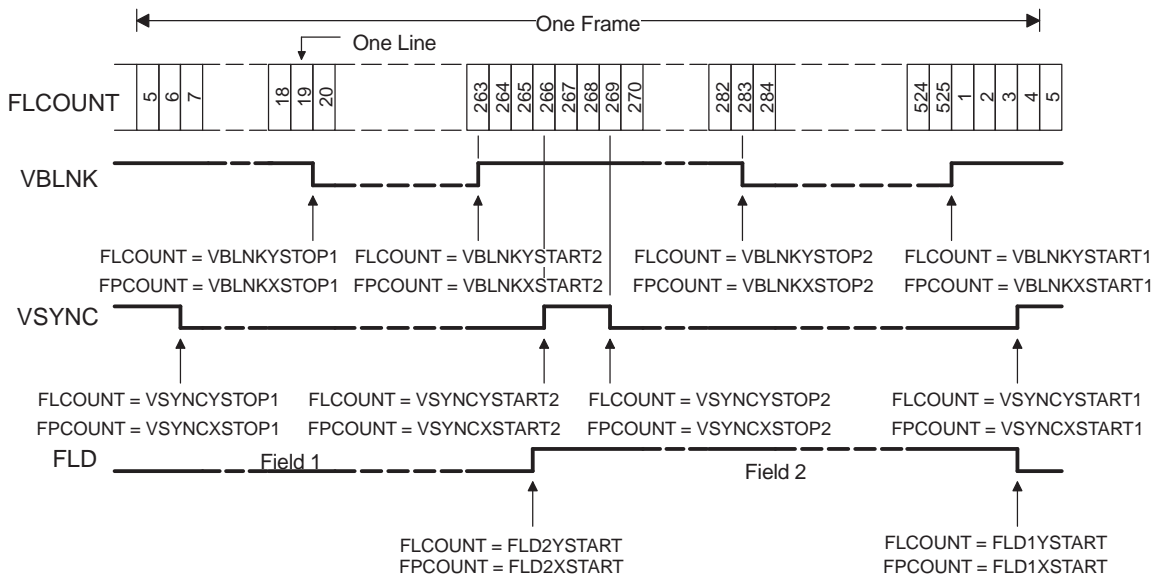 One Frame
One Line
FLCOUNT
5 6 7 18 19 20 263 264 265 266 267 268 269 270 282 283 284 524 525 1 2 3 4 5
VBLNK
FLCOUNT = VBLNKYSTOP1 FLCOUNT = VBLNKYSTART2 FLCOUNT = VBLNKYSTOP2 FLCOUNT = VBLNKYSTART1
FPCOUNT = VBLNKXSTOP1 FPCOUNT = VBLNKXSTART2 FPCOUNT = VBLNKXSTOP2 FPCOUNT = VBLNKXSTART1
VSYNC
FLCOUNT = VSYNCYSTOP1 FLCOUNT = VSYNCYSTART2 FLCOUNT = VSYNCYSTOP2 FLCOUNT = VSYNCYSTART1
FPCOUNT = VSYNCXSTOP1 FPCOUNT = VSYNCXSTART2 FPCOUNT = VSYNCXSTOP2 FPCOUNT = VSYNCXSTART1
FLD Field 1 Field 2
FLCOUNT = FLD2YSTART FLCOUNT = FLD1YSTART
FPCOUNT = FLD2XSTART FPCOUNT = FLD1XSTART